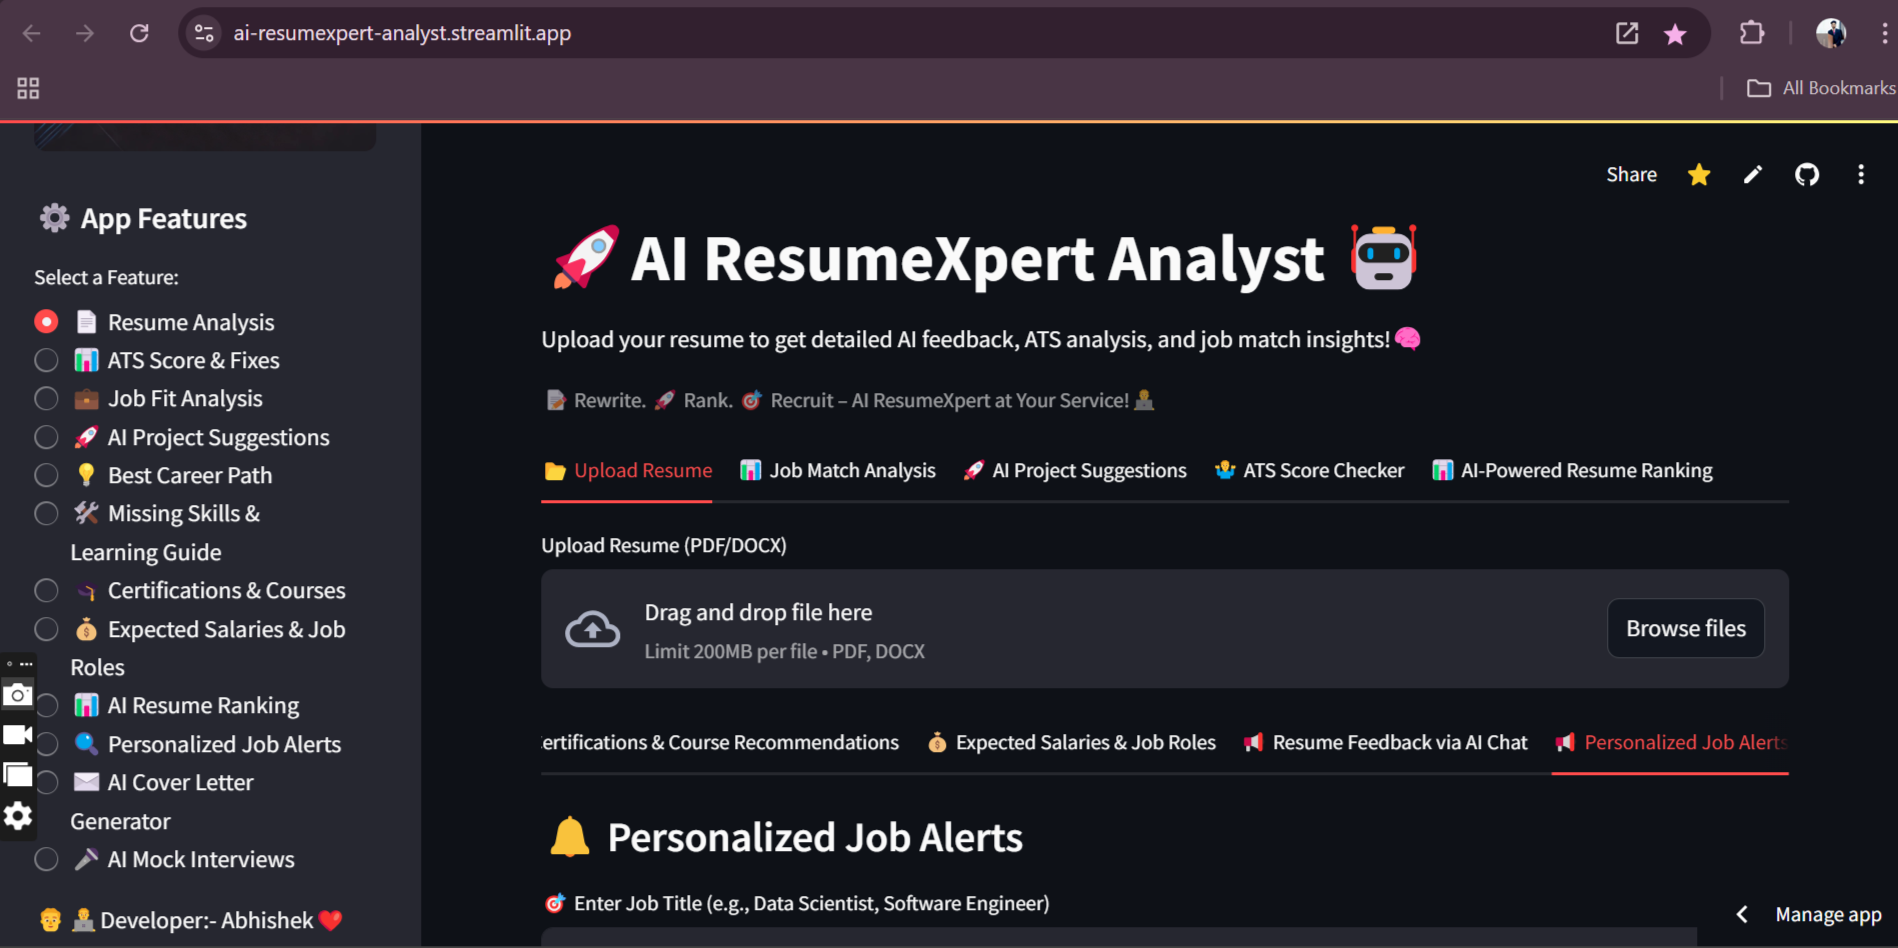 ai-resumexpert-analyst.streamlit.app
All Bookmarks
App Features
Select a Feature:
Resume Analysis
ATS Score & Fixes
Job Fit Analysis
AI Project Suggestions
Best Career Path
Missing Skills &
Learning Guide
Certifications & Courses
Expected Salaries & Job
Roles
AI Resume Ranking
Personalized Job Alerts
AI Cover Letter
Generator
AI Mock Interviews
Developer:- Abhishek
Share
AI ResumeXpert Analyst
Upload your resume to get detailed AI feedback, ATS analysis, and job match insights!
Rewrite. Rank. Recruit – AI ResumeXpert at Your Service!
Upload Resume Job Match Analysis AI Project Suggestions ATS Score Checker AI-Powered Resume Ranking
Upload Resume (PDF/DOCX)
Drag and drop file here
Limit 200MB per file • PDF, DOCX
Browse files
ertifications & Course Recommendations Expected Salaries & Job Roles Resume Feedback via AI Chat Personalized Job Alerts
Personalized Job Alerts
Enter Job Title (e.g., Data Scientist, Software Engineer)
Manage app